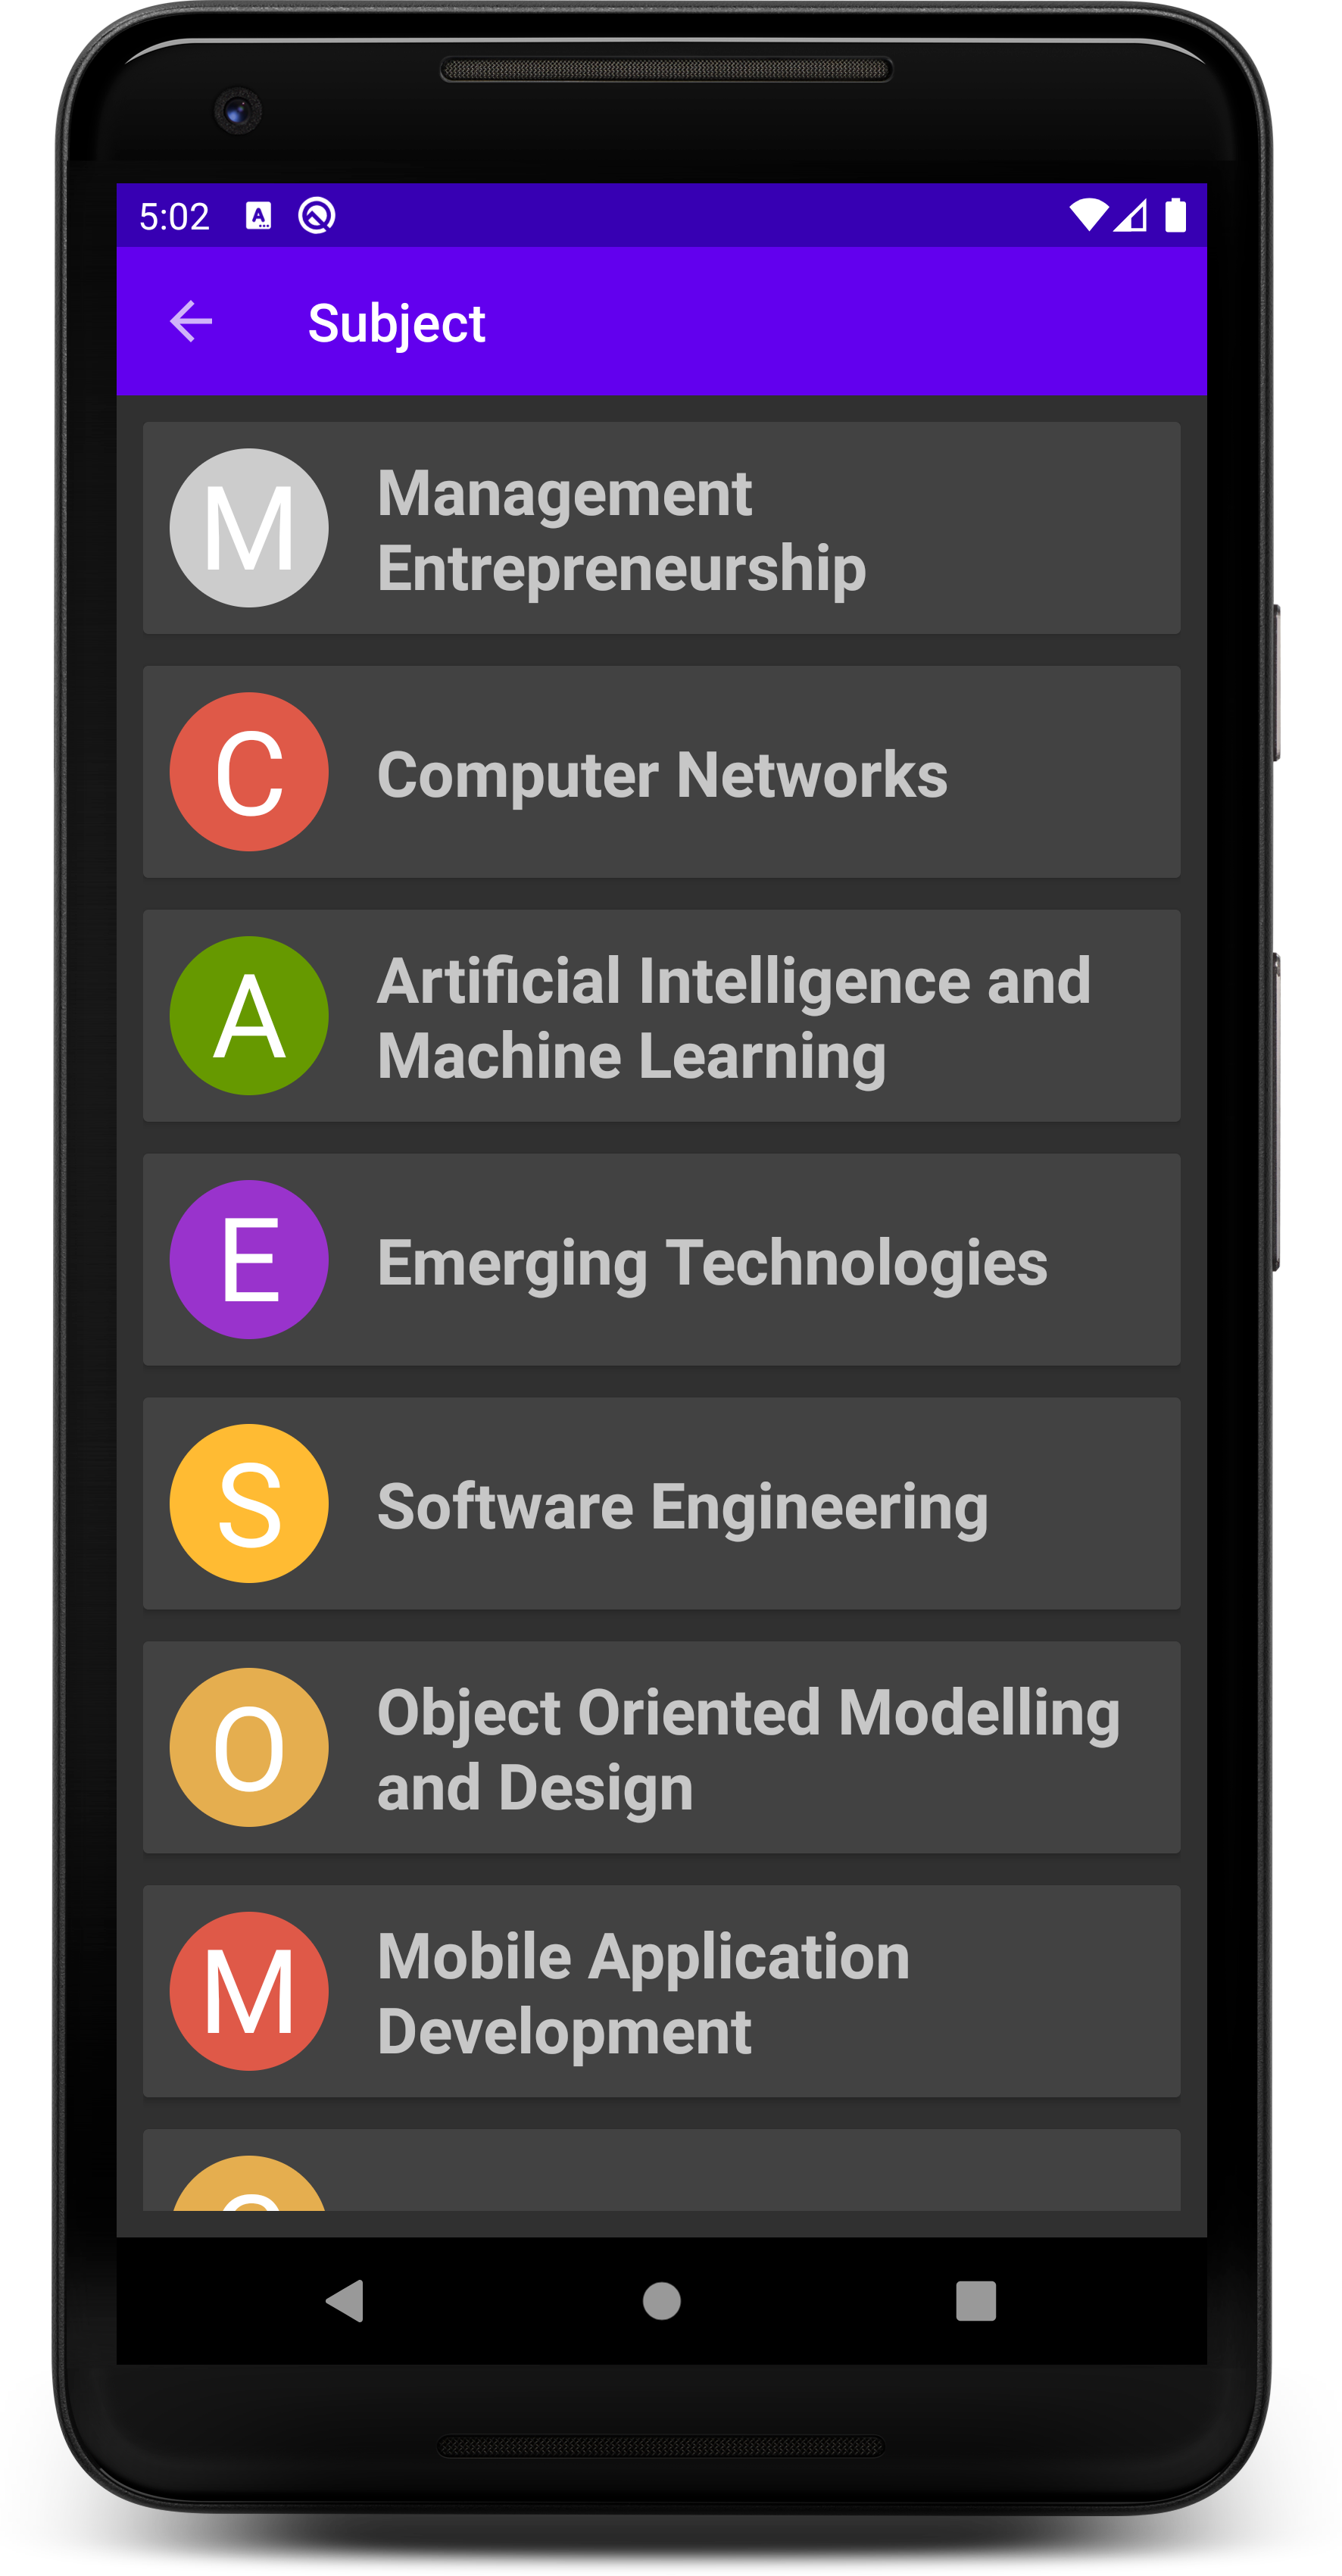 5:02
Subject
M
Management
Entrepreneurship
C
Computer Networks
A
Artificial Intelligence and
Machine Learning
E
Emerging Technologies
S
Software Engineering
O
Object Oriented Modelling
and Design
M
Mobile Application
Development